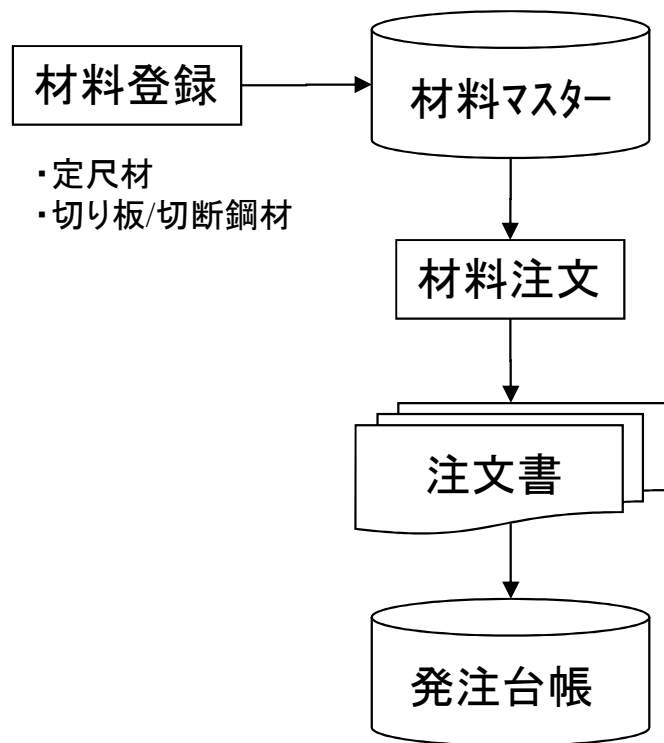 材料登録
材料マスター
・定尺材
・切り板/切断鋼材
材料注文
注文書
発注台帳